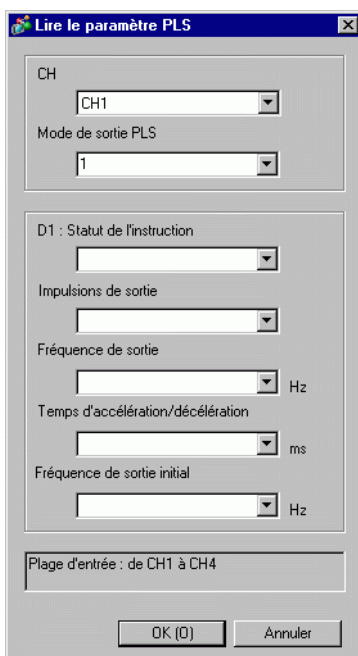 Lire le paramètre PLS
CH
CH1
Mode de sortie PLS
1
D1 : Statut de l'instruction
Impulsions de sortie
Fréquence de sortie
Hz
Temps d'accélération/décélération
ms
Fréquence de sortie initial
Hz
Plage d'entrée : de CH1 à CH4
OK (O)
Annuler